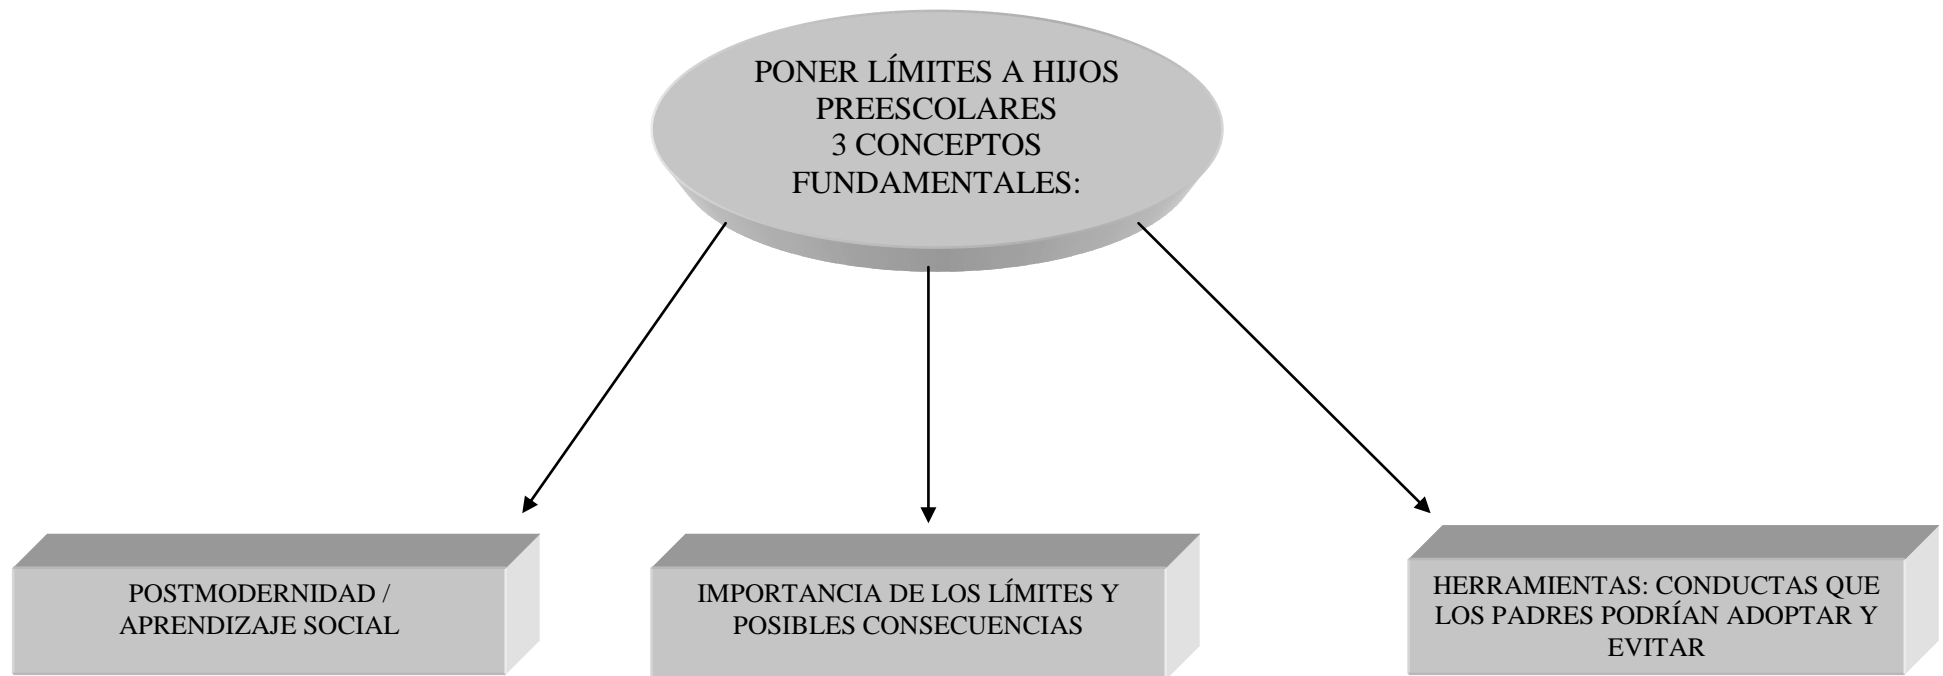 PONER LÍMITES A HIJOS
PREESCOLARES
3 CONCEPTOS
FUNDAMENTALES:
POSTMODERNIDAD /
APRENDIZAJE SOCIAL
IMPORTANCIA DE LOS LÍMITES Y
POSIBLES CONSECUENCIAS
HERRAMIENTAS: CONDUCTAS QUE
LOS PADRES PODRÍAN ADOPTAR Y
EVITAR